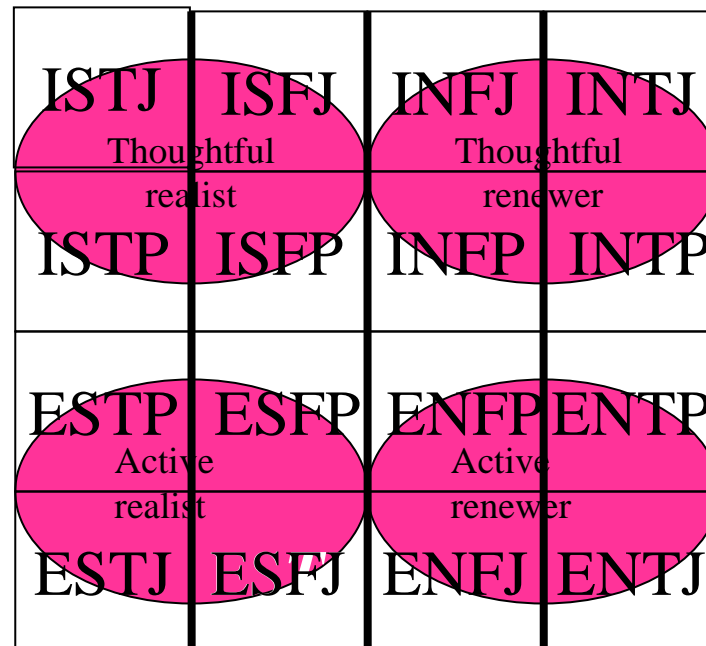 ISTJ ISFJ INFJ INTJ
Thoughtful Thoughtful
realist renewer
ISTP ISFP INFP INTP
ESTP ESFP ENFP ENTP
Active Active
realist renewer
ESTJ ESFJ ENFJ ENTJ